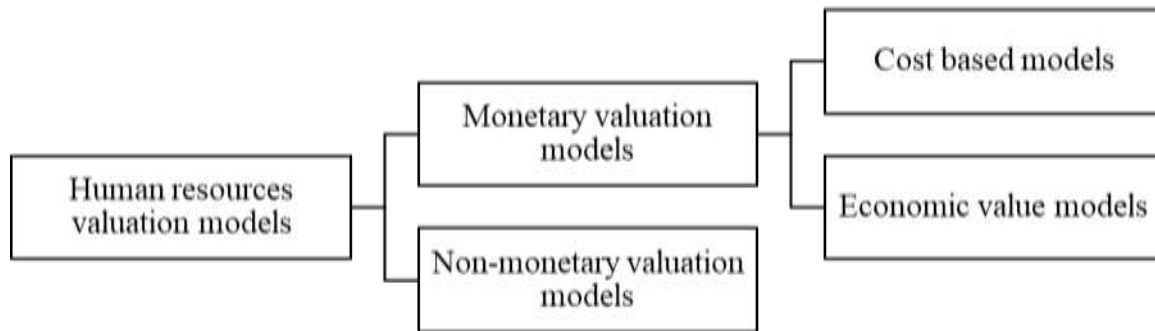 Human resources
valuation models
Monetary valuation
models
Non-monetary valuation
models
Cost based models
Economic value models